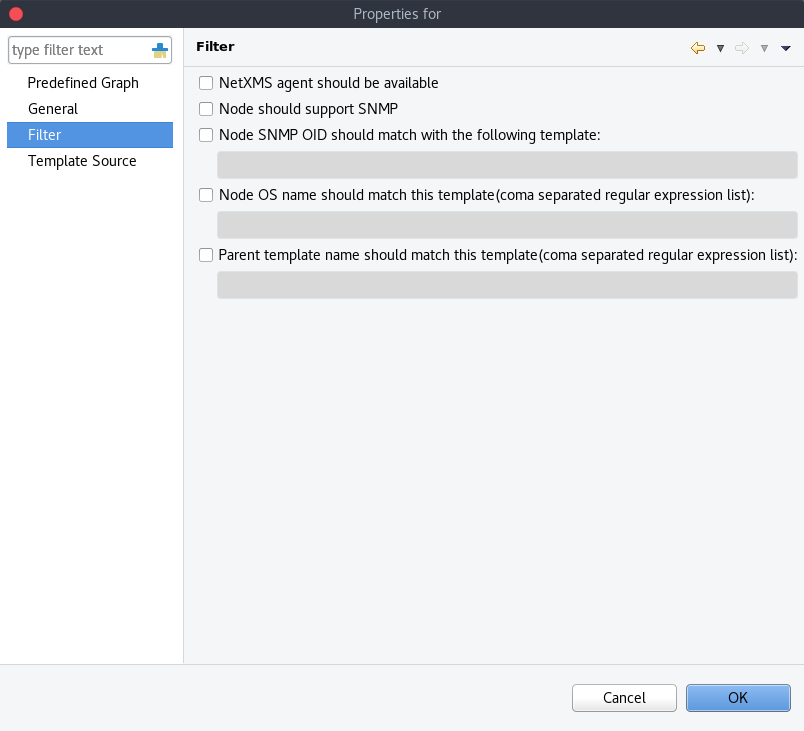 Properties for
type filter text
Predefined Graph
General
Filter
Template Source
Filter
NetXMS agent should be available
Node should support SNMP
Node SNMP OID should match with the following template:
Node OS name should match this template(coma separated regular expression list):
Parent template name should match this template(coma separated regular expression list):
Cancel
OK